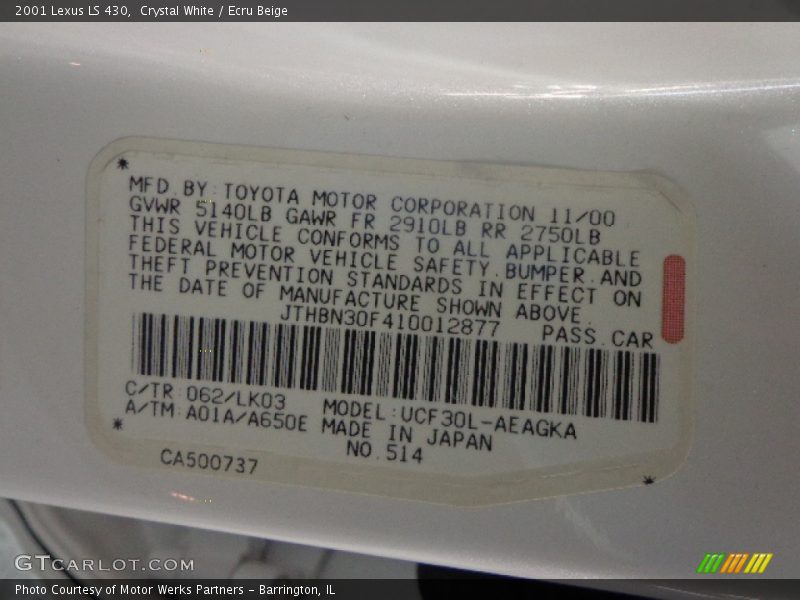 2001 Lexus LS 430,  Crystal White / Ecru Beige
MFD.BY:TOYOTA MOTOR CORPORATION 11/00
GVWR 5140LB GAWR FR 2910LB RR 2750LB
THIS VEHICLE CONFORMS TO ALL APPLICABLE
FEDERAL MOTOR VEHICLE SAFETY.BUMPER.AND
THEFT PREVENTION STANDARDS IN EFFECT ON
THE DATE OF MANUFACTURE SHOWN ABOVE.
JTHBN30F410012877 PASS.CAR
C/TR:062/LK03 MODEL:UCF30L-AEAGKA
A/TM:A01A/A650E MADE IN JAPAN
NO.514
CA500737
GTCARLOT.COM
Photo Courtesy of Motor Werks Partners - Barrington, IL